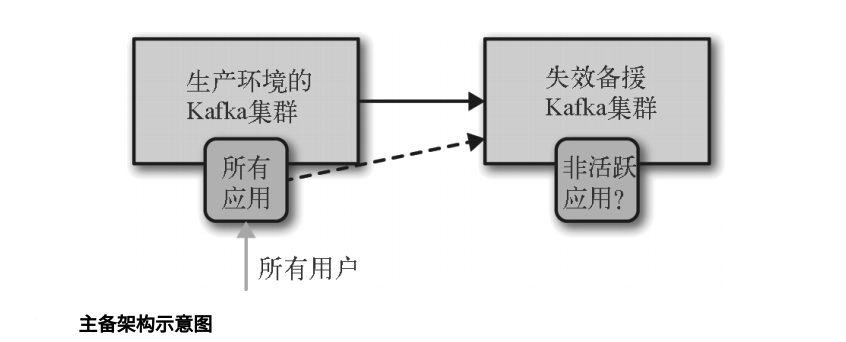 生产环境的
Kafka集群
失效备援
Kafka集群
所有
应用
非活跃
应用?
所有用户
主备架构示意图